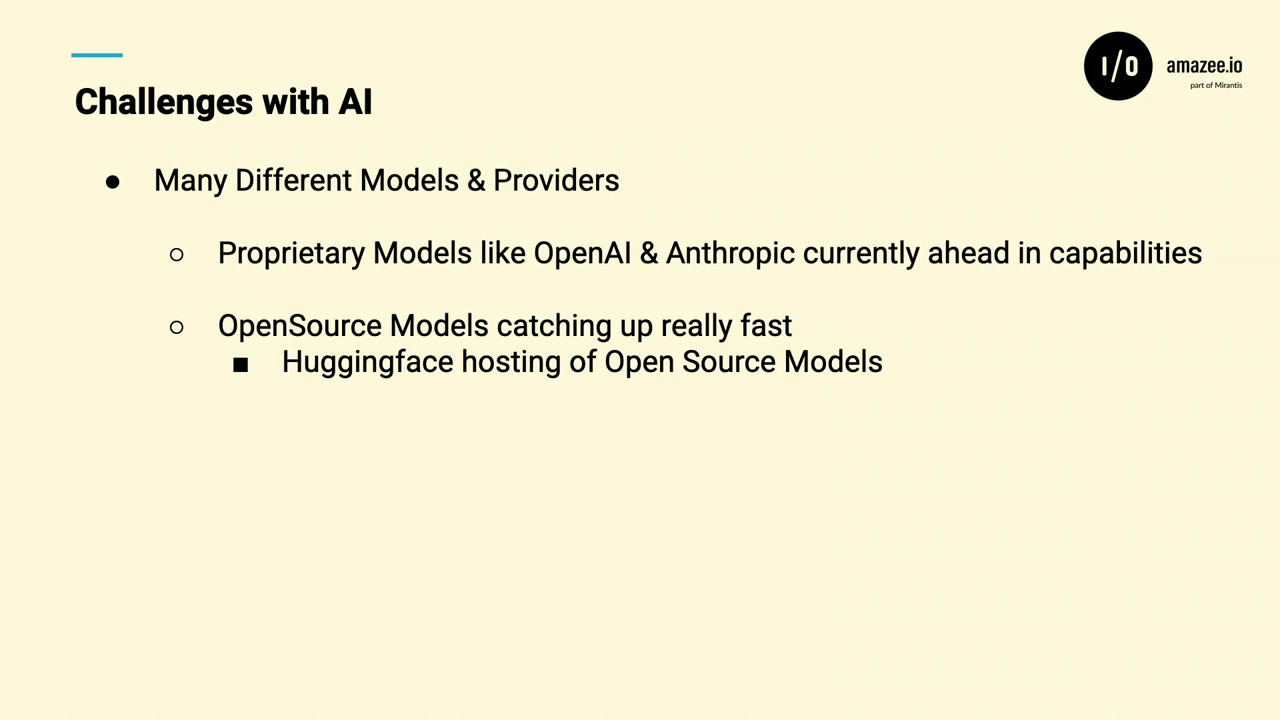 I/O amazee.io
part of Mirantis
Challenges with AI
● Many Different Models & Providers
○ Proprietary Models like OpenAI & Anthropic currently ahead in capabilities
○ OpenSource Models catching up really fast
■ Huggingface hosting of Open Source Models